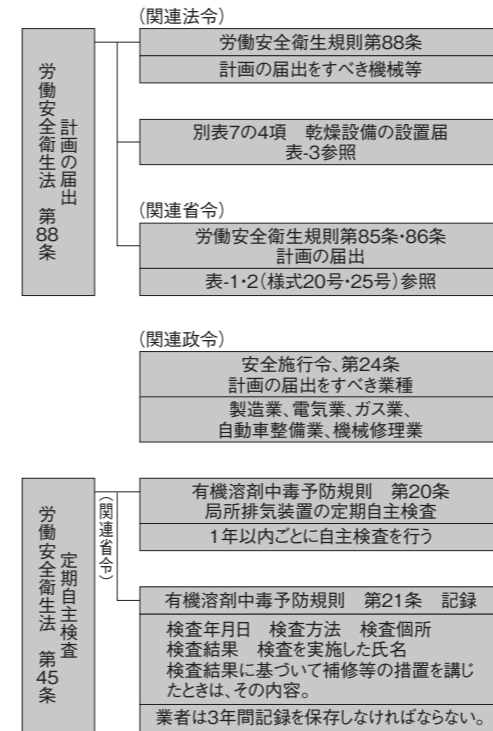 (関連法令)
労働安全衛生法 第88条
計画の届出
労働安全衛生規則第88条
計画の届出をすべき機械等
別表7の4項 乾燥設備の設置届
表-3参照
(関連省令)
労働安全衛生規則第85条・86条
計画の届出
表-1・2(様式20号・25号)参照
(関連政令)
安全施行令、第24条
計画の届出をすべき業種
製造業、電気業、ガス業、
自動車整備業、機械修理業
労働安全衛生法 第45条
定期自主検査
(関連省令)
有機溶剤中毒予防規則 第20条
局所排気装置の定期自主検査
1年以内ごとに自主検査を行う
有機溶剤中毒予防規則 第21条 記録
検査年月日 検査方法 検査個所
検査結果 検査を実施した氏名
検査結果に基づいて補修等の措置を講じ
たときは、その内容。
業者は3年間記録を保存しなければならない。